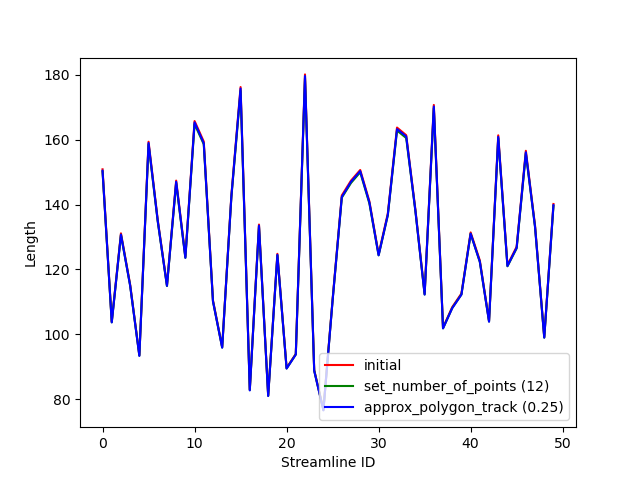 180
160
140
120
100
80
Length
initial
set_number_of_points (12)
approx_polygon_track (0.25)
0 10 20 30 40 50
Streamline ID